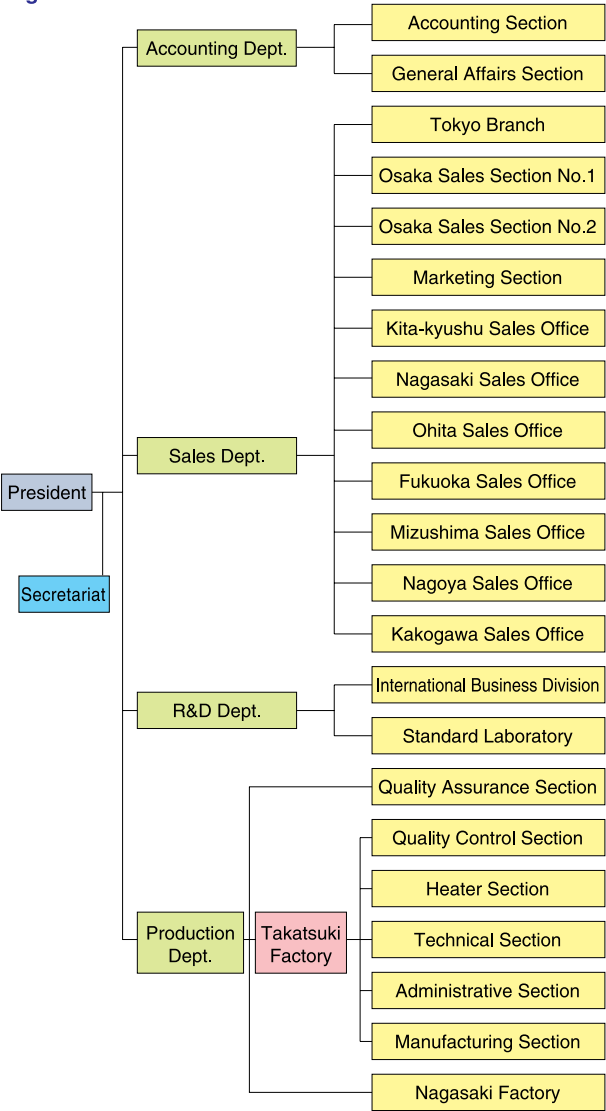 Accounting Dept.
Accounting Section
General Affairs Section
Tokyo Branch
Osaka Sales Section No.1
Osaka Sales Section No.2
Marketing Section
Kita-kyushu Sales Office
Nagasaki Sales Office
Ohita Sales Office
Sales Dept.
Fukuoka Sales Office
President
Mizushima Sales Office
Secretariat
Nagoya Sales Office
Kakogawa Sales Office
R&D Dept.
International Business Division
Standard Laboratory
Quality Assurance Section
Quality Control Section
Heater Section
Production
Dept.
Takatsuki
Factory
Technical Section
Administrative Section
Manufacturing Section
Nagasaki Factory